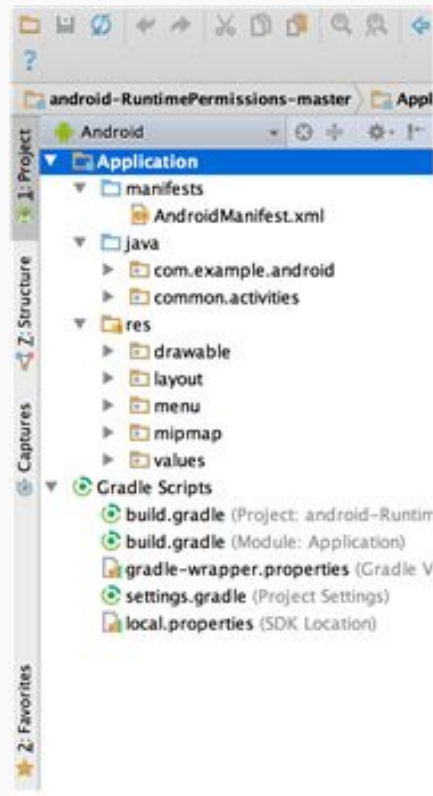 ?
android-RuntimePermissions-master Appl
Android
1: Project
Application
manifests
AndroidManifest.xml
java
com.example.android
common.activities
res
drawable
layout
menu
mipmap
values
Gradle Scripts
build.gradle (Project: android-Runtim
build.gradle (Module: Application)
gradle-wrapper.properties (Gradle V
settings.gradle (Project Settings)
local.properties (SDK Location)
Z: Structure
Captures
2: Favorites